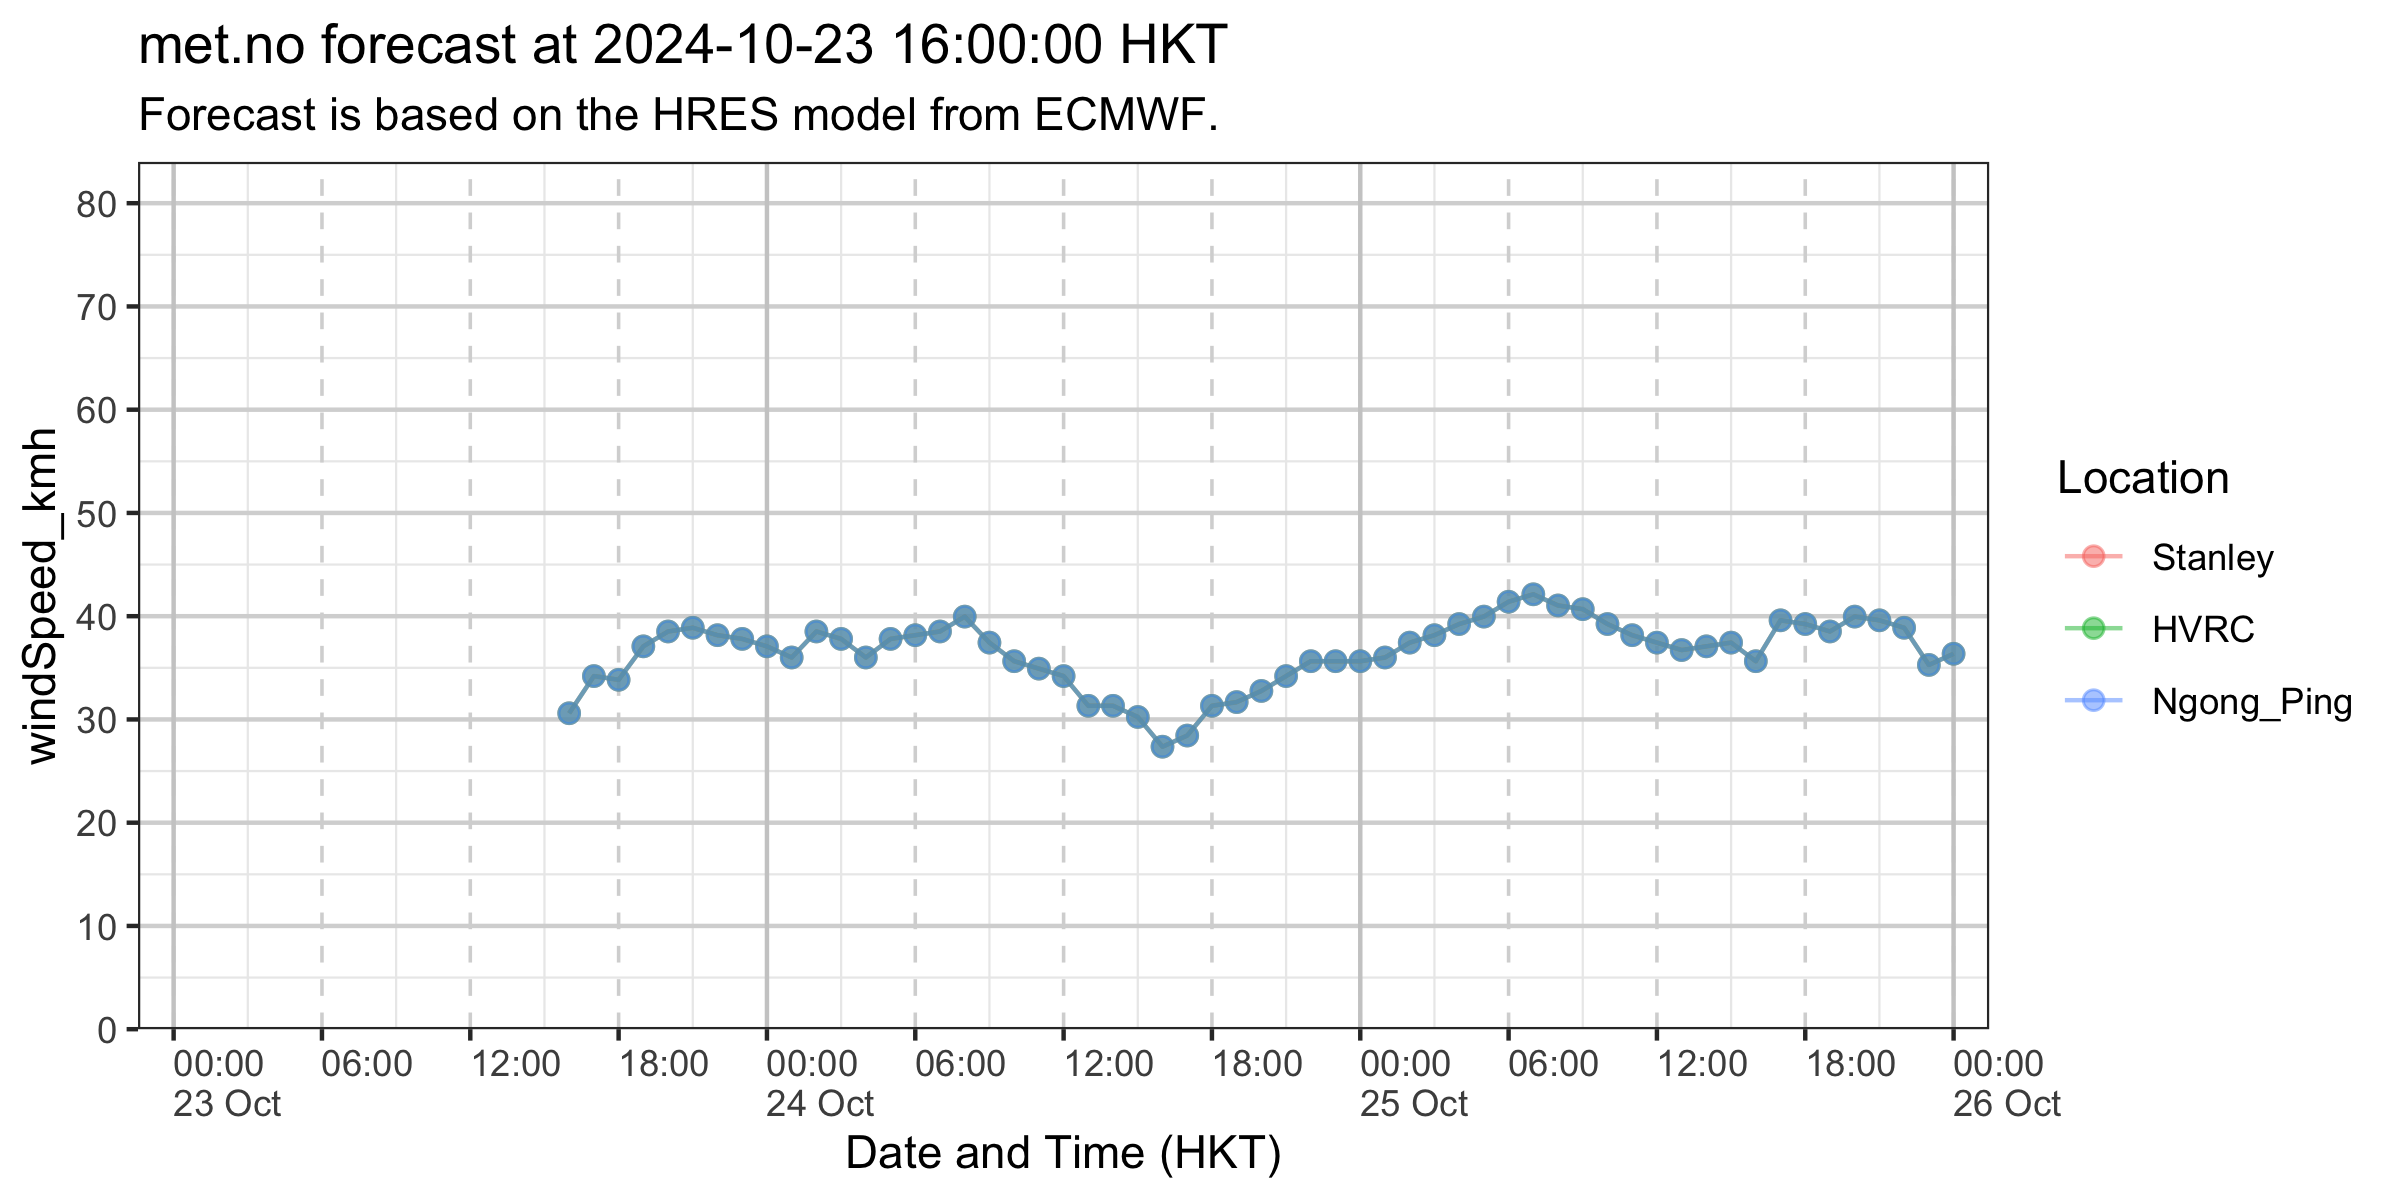 met.no forecast at 2024-10-23 16:00:00 HKT
Forecast is based on the HRES model from ECMWF.
windSpeed_kmh
80
70
60
50
40
30
20
10
0
00:00 06:00 12:00 18:00 00:00 06:00 12:00 18:00 00:00 06:00 12:00 18:00 00:00
23 Oct 24 Oct 25 Oct 26 Oct
Date and Time (HKT)
Location
Stanley
HVRC
Ngong_Ping